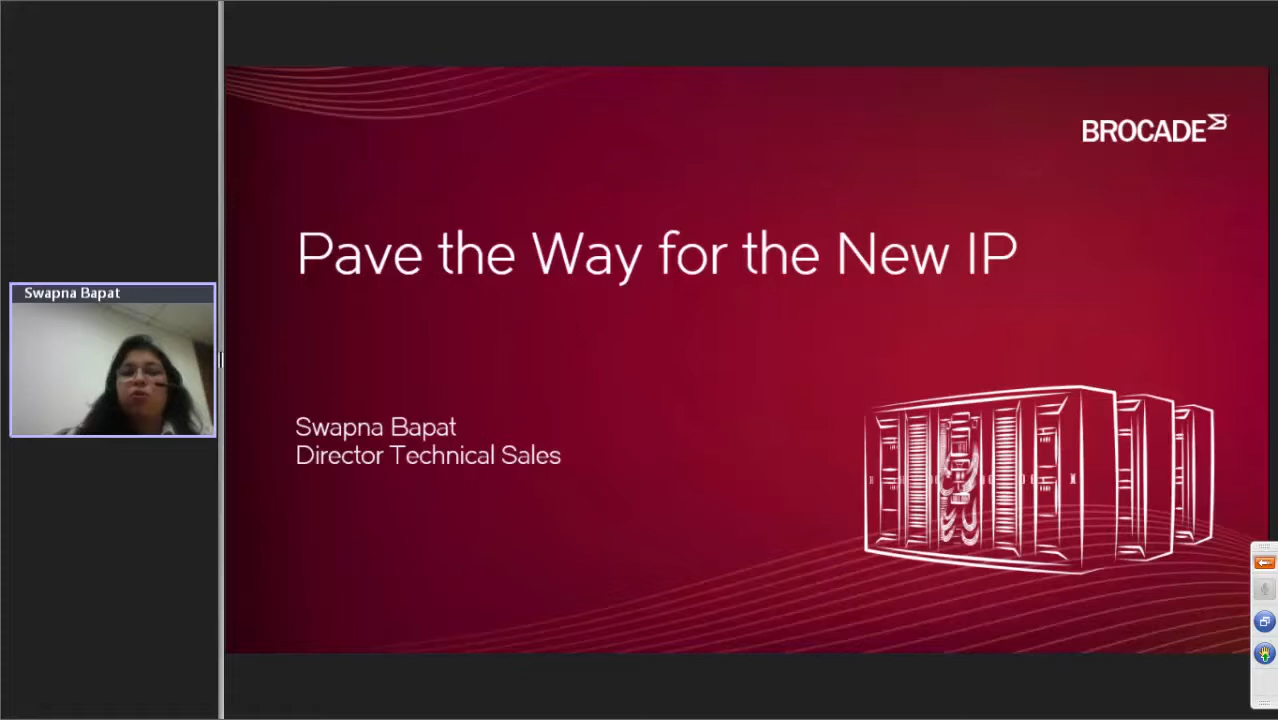 BROCADE
Pave the Way for the New IP
Swapna Bapat
Swapna Bapat
Director Technical Sales